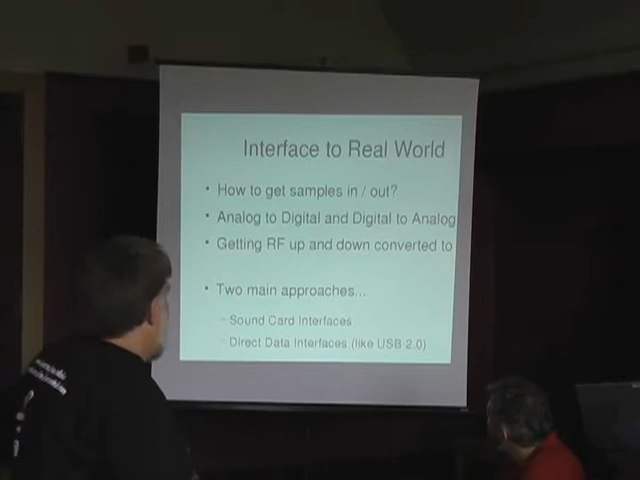 Interface to Real World
• How to get samples in / out?
• Analog to Digital and Digital to Analog
• Getting RF up and down converted to
• Two main approaches...
– Sound Card Interfaces
– Direct Data Interfaces (like USB 2.0)